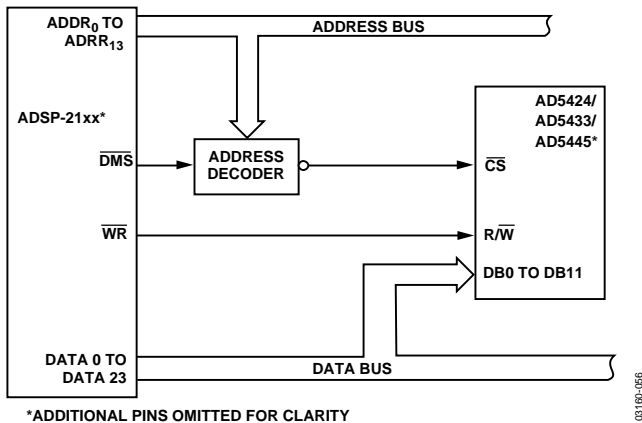 ADDR0 TO
ADRR13
ADDRESS BUS
ADSP-21xx*
AD5424/
AD5433/
AD5445*
DMS
ADDRESS
DECODER
CS
WR
R/W
DB0 TO DB11
DATA 0 TO
DATA 23
DATA BUS
*ADDITIONAL PINS OMITTED FOR CLARITY
03160-056